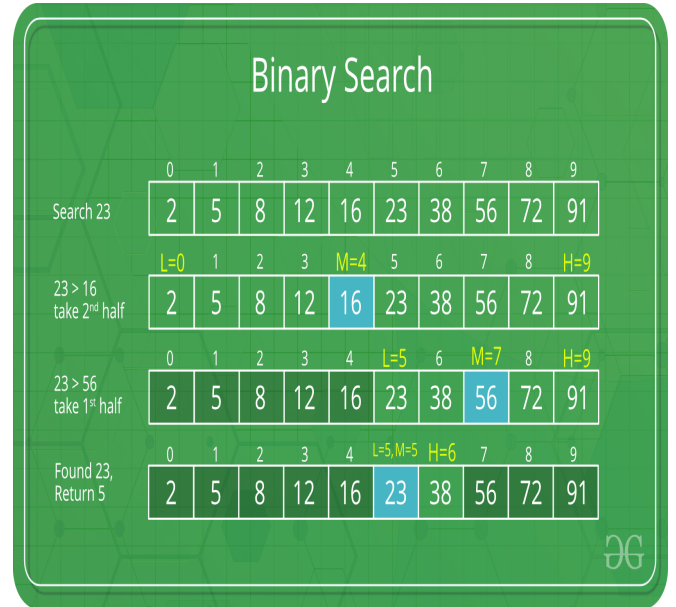 Binary Search
0 1 2 3 4 5 6 7 8 9
Search 23 2 5 8 12 16 23 38 56 72 91
L=0 1 2 3 M=4 5 6 7 8 H=9
23 > 16
take 2nd half
2 5 8 12 16 23 38 56 72 91
0 1 2 3 4 L=5 6 M=7 8 H=9
23 > 56
take 1st half
2 5 8 12 16 23 38 56 72 91
0 1 2 3 4 L=5, M=5 H=6 7 8 9
Found 23,
Return 5
2 5 8 12 16 23 38 56 72 91